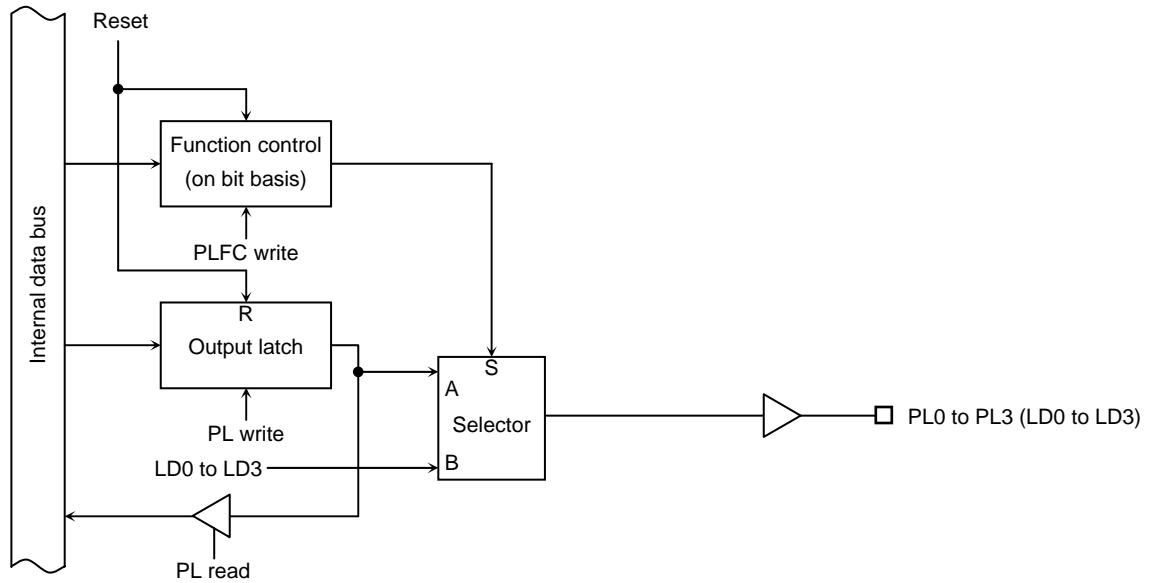 Reset
Internal data bus
Function control
(on bit basis)
PLFC write
R
Output latch
PL write
LD0 to LD3
S
A
Selector
B
PL0 to PL3 (LD0 to LD3)
PL read